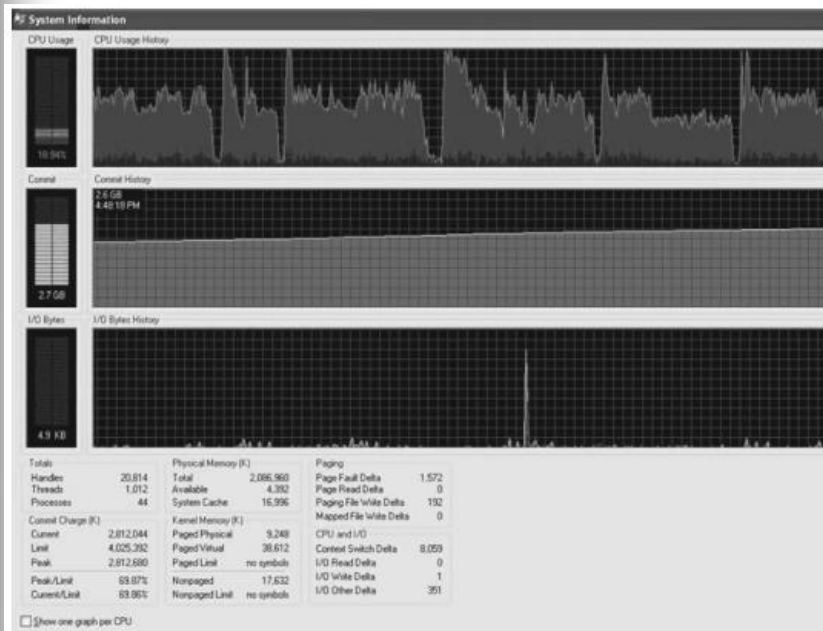 System Information
CPU Usage CPU Usage History
18.94%
Commit Commit History
2.6 GB
4:48:18 PM
2.7 GB
I/O Bytes I/O Bytes History
4.9 KB
Totals
Handles 20,814
Threads 1,012
Processes 44
Commit Charge (K)
Current 2,812,044
Limit 4,025,392
Peak 2,812,680
Peak/Limit 69.87%
Current/Limit 69.86%
Physical Memory (K)
Total 2,086,960
Available 4,392
System Cache 16,996
Kernel Memory (K)
Paged Physical 9,248
Paged Virtual 38,612
Paged Limit no symbols
Nonpaged 17,632
Nonpaged Limit no symbols
Paging
Page Fault Delta 1,572
Page Read Delta 0
Paging File Write Delta 192
Mapped File Write Delta 0
CPU and I/O
Context Switch Delta 8,059
I/O Read Delta 0
I/O Write Delta 1
I/O Other Delta 351
Show one graph per CPU